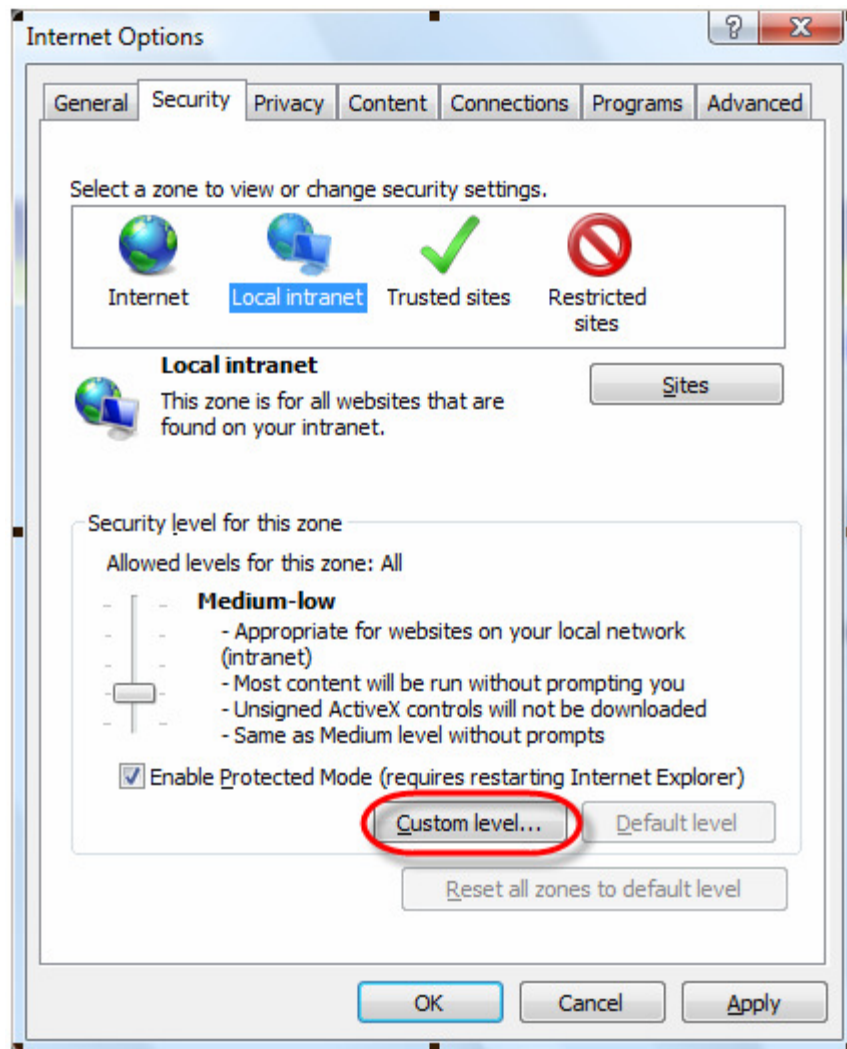 Internet Options
General Security Privacy Content Connections Programs Advanced
Select a zone to view or change security settings.
Internet Local intranet Trusted sites Restricted sites
Local intranet
Sites
This zone is for all websites that are
found on your intranet.
Security level for this zone
Allowed levels for this zone: All
Medium-low
- Appropriate for websites on your local network
(intranet)
- Most content will be run without prompting you
- Unsigned ActiveX controls will not be downloaded
- Same as Medium level without prompts
Enable Protected Mode (requires restarting Internet Explorer)
Custom level... Default level
Reset all zones to default level
OK Cancel Apply